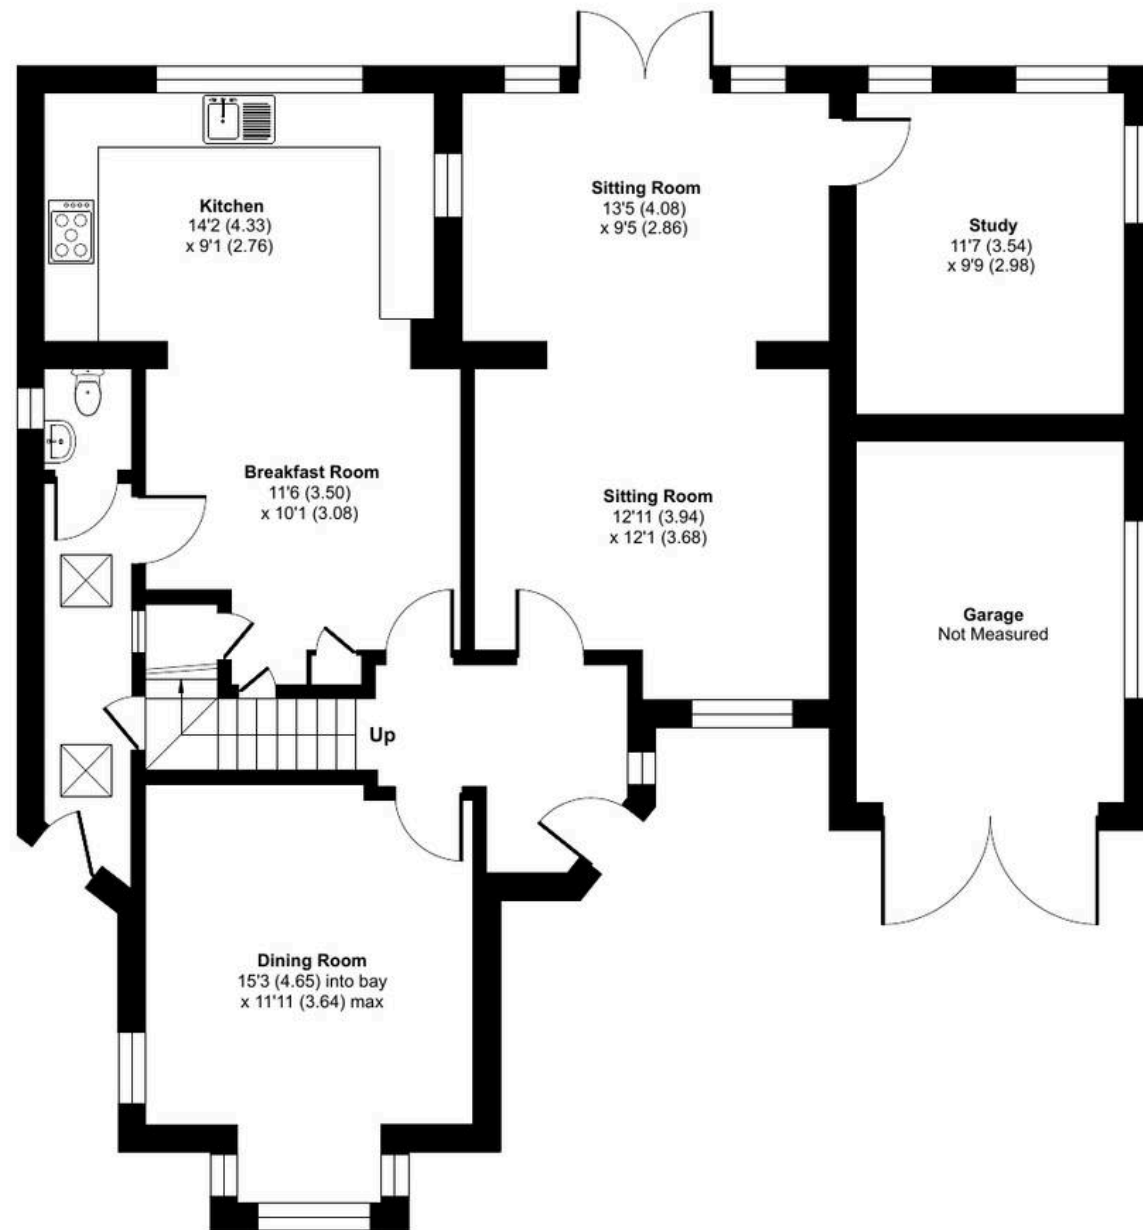 Kitchen
14'2 (4.33)
x 9'1 (2.76)
Sitting Room
13'5 (4.08)
x 9'5 (2.86)
Study
11'7 (3.54)
x 9'9 (2.98)
Breakfast Room
11'6 (3.50)
x 10'1 (3.08)
Sitting Room
12'11 (3.94)
x 12'1 (3.68)
Garage
Not Measured
Up
Dining Room
15'3 (4.65) into bay
x 11'11 (3.64) max